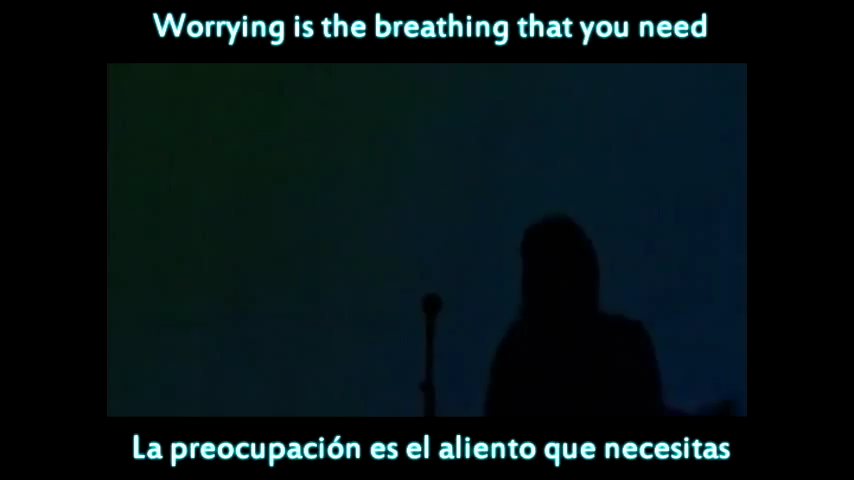 Worrying is the breathing that you need
La preocupación es el aliento que necesitas